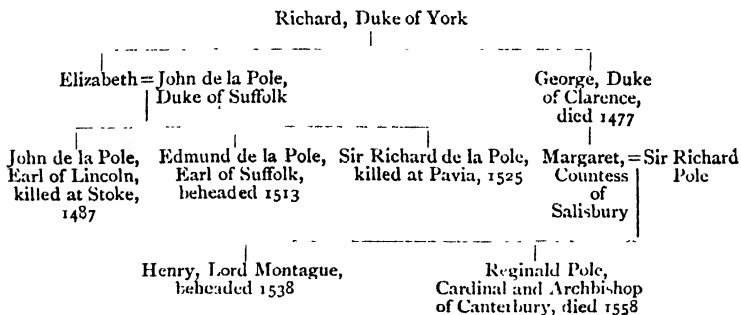 Richard, Duke of York
Elizabeth = John de la Pole,
Duke of Suffolk
George, Duke
of Clarence,
died 1477
John de la Pole,
Earl of Lincoln,
killed at Stoke,
1487
Edmund de la Pole,
Earl of Suffolk,
beheaded 1513
Sir Richard de la Pole,
killed at Pavia, 1525
Margaret, = Sir Richard
Countess Pole
of
Salisbury
Henry, Lord Montague,
beheaded 1538
Reginald Pole,
Cardinal and Archbishop
of Canterbury, died 1558